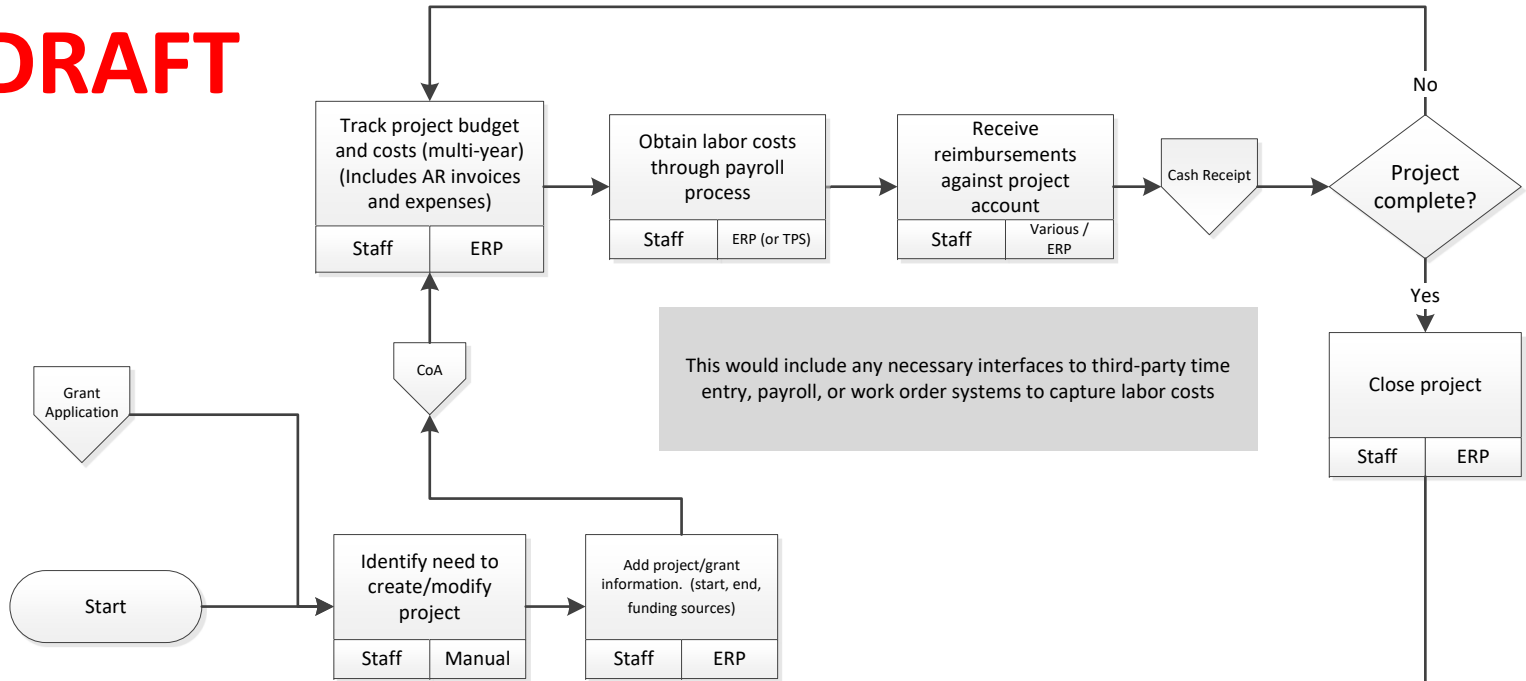 DRAFT
No
Track project budget
and costs (multi-year)
(Includes AR invoices
and expenses)
Staff
ERP
Obtain labor costs
through payroll
process
Staff
ERP (or TPS)
Receive
reimbursements
against project
account
Staff
Various /
ERP
Cash Receipt
Project
complete?
Yes
CoA
This would include any necessary interfaces to third-party time
entry, payroll, or work order systems to capture labor costs
Close project
Staff
ERP
Grant
Application
Start
Identify need to
create/modify
project
Staff
Manual
Add project/grant
information.  (start, end,
funding sources)
Staff
ERP